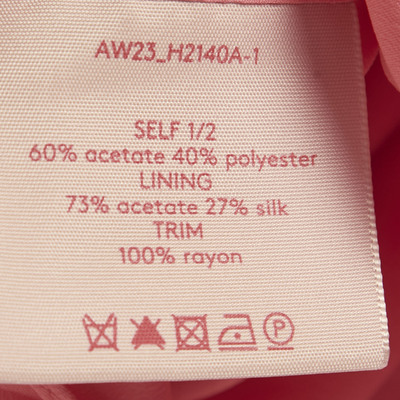 AW23_H2140A-1
SELF 1/2
60% acetate 40% polyester
LINING
73% acetate 27% silk
TRIM
100% rayon
P